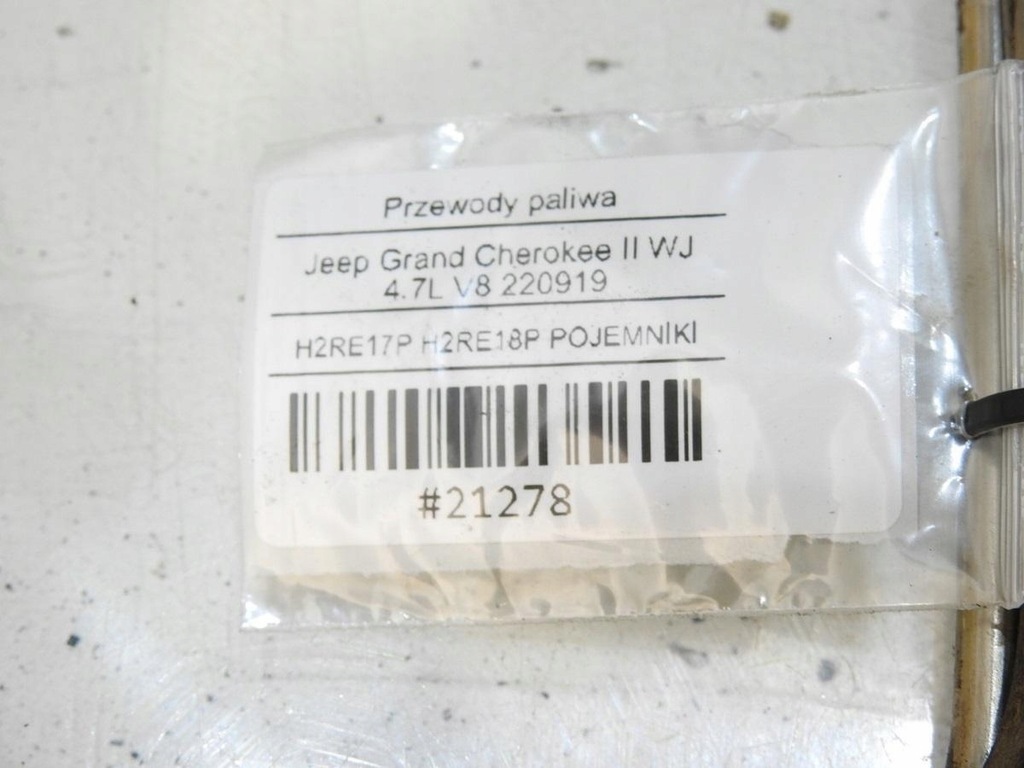 Przewody paliwa
Jeep Grand Cherokee II WJ
4.7L V8 220919
H2RE17P H2RE18P POJEMNIKI
#21278